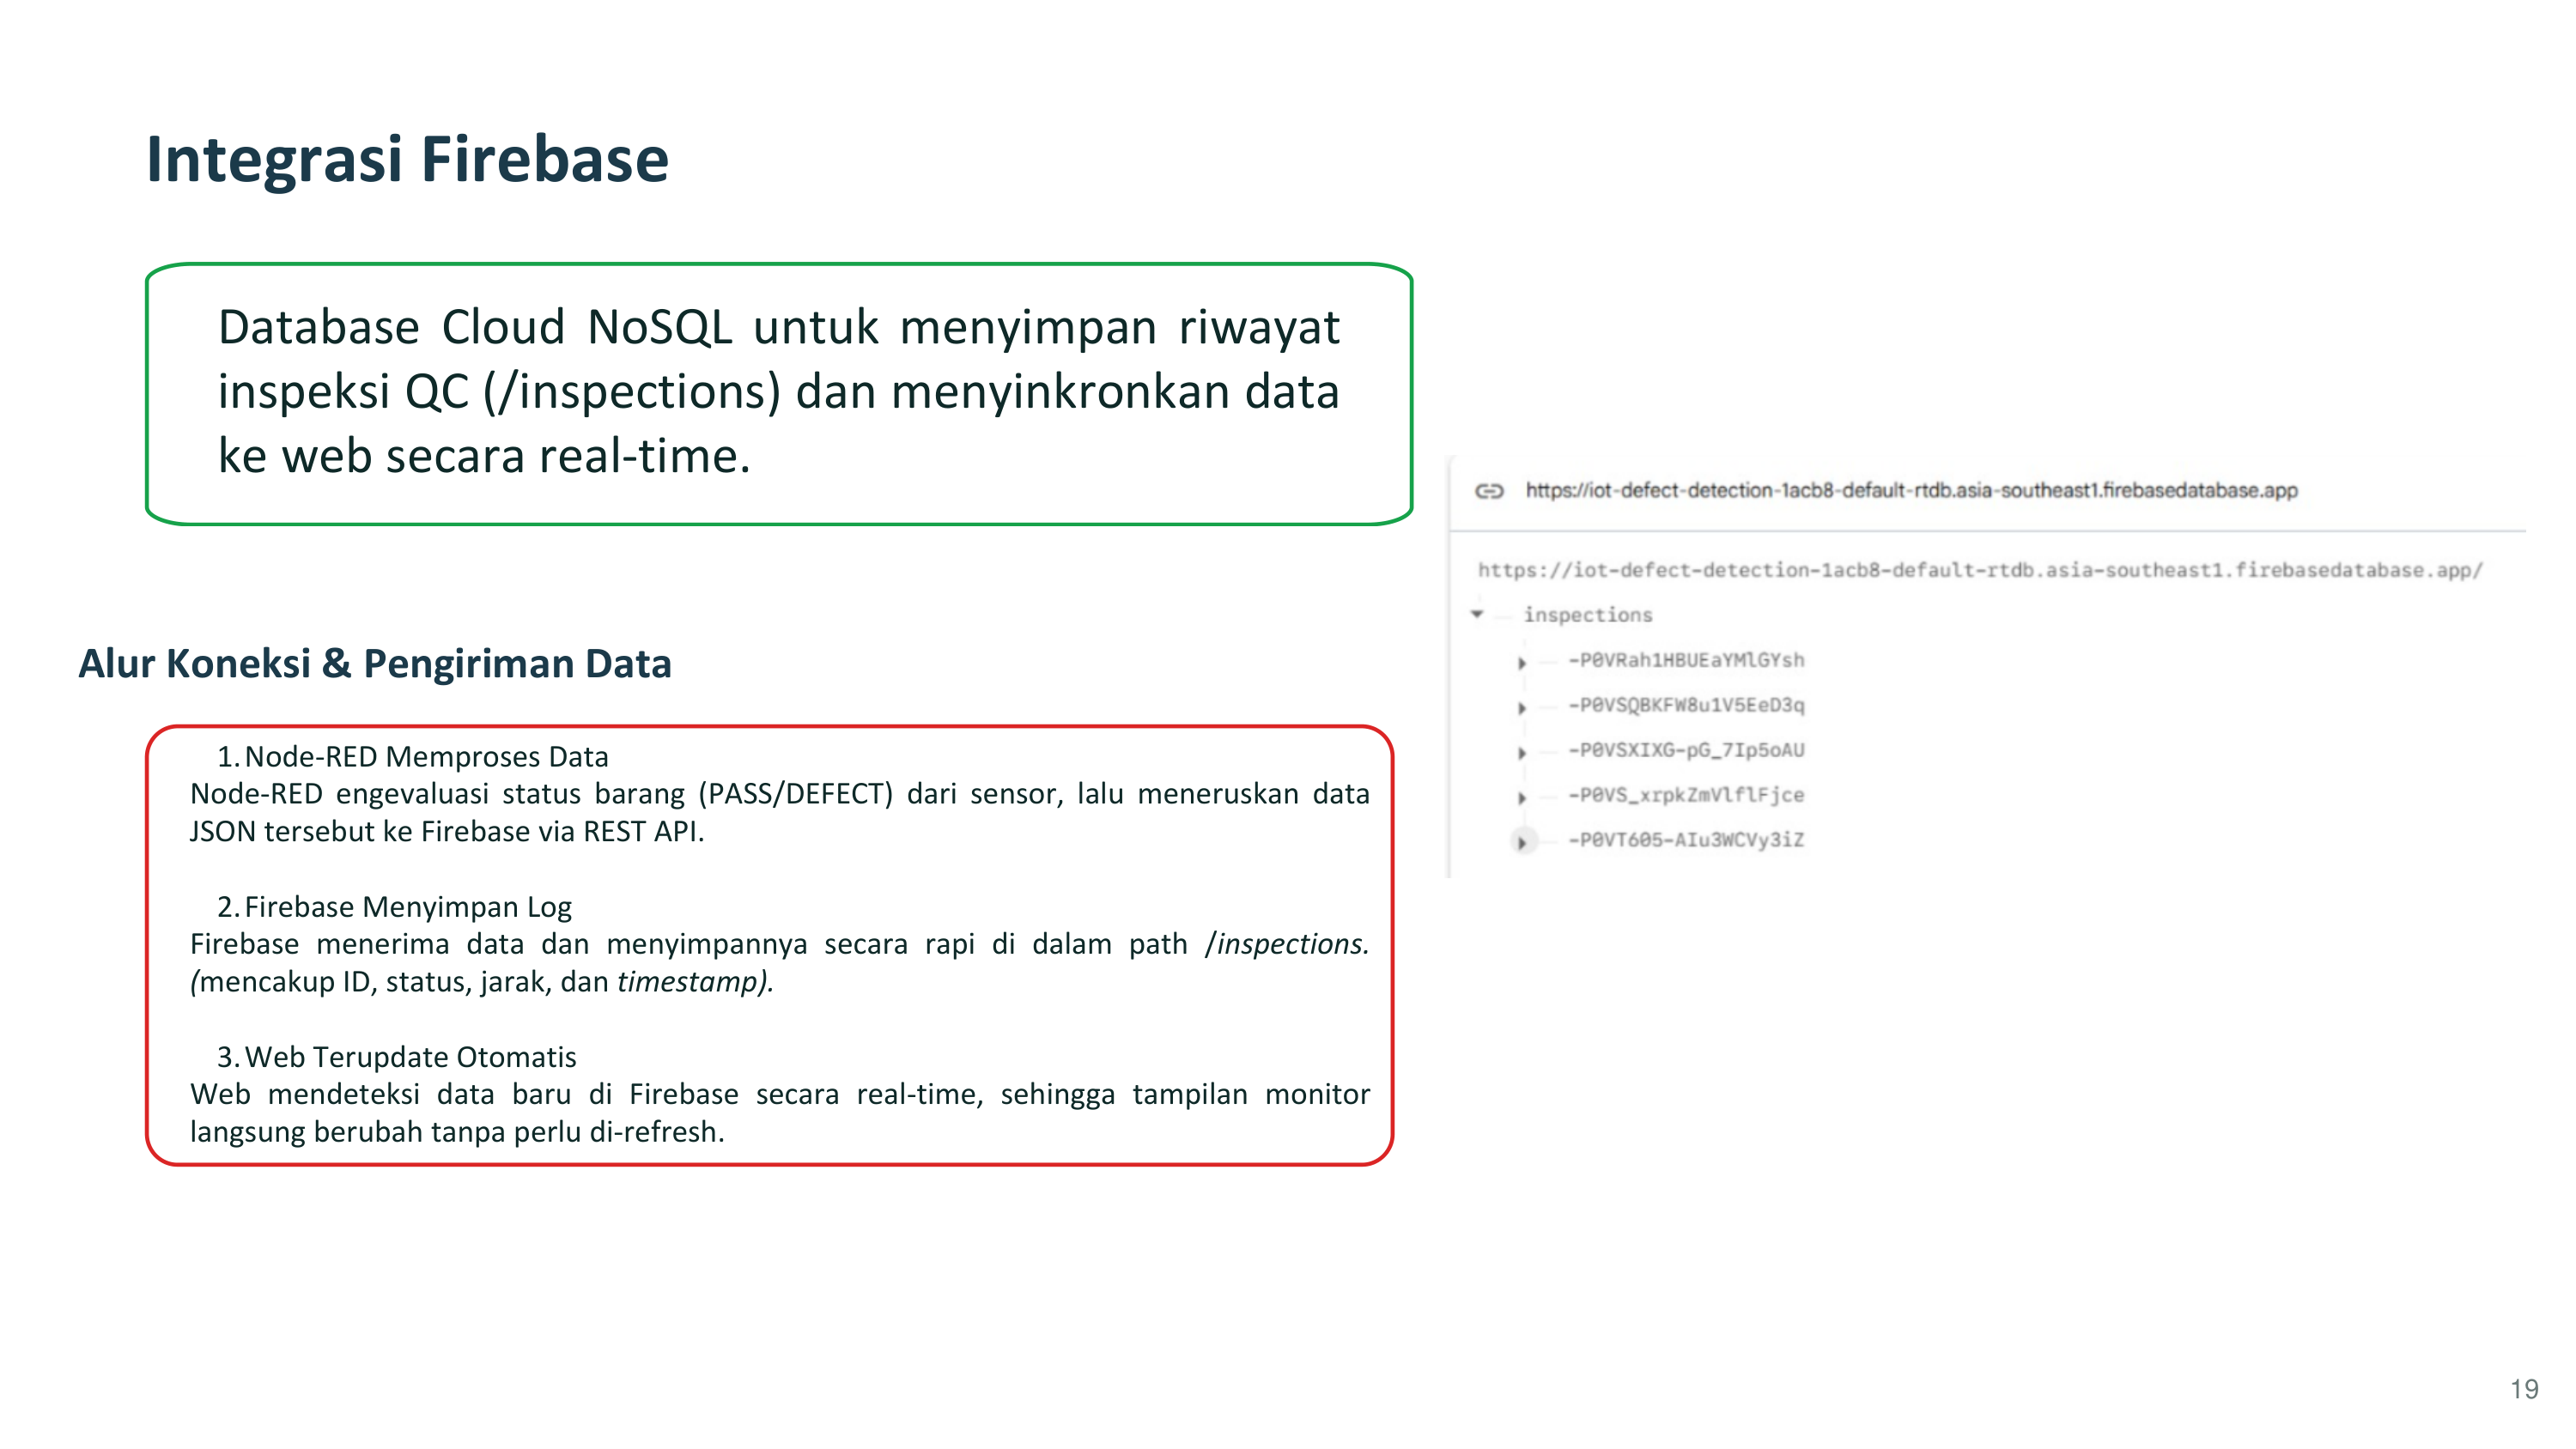 Integrasi Firebase
Database Cloud NoSQL untuk menyimpan riwayat
inspeksi QC (/inspections) dan menyinkronkan data
ke web secara real-time.
Alur Koneksi & Pengiriman Data
1. Node-RED Memproses Data
Node-RED engevaluasi status barang (PASS/DEFECT) dari sensor, lalu meneruskan data
JSON tersebut ke Firebase via REST API.
2. Firebase Menyimpan Log
Firebase menerima data dan menyimpannya secara rapi di dalam path /inspections.
(mencakup ID, status, jarak, dan timestamp).
3. Web Terupdate Otomatis
Web mendeteksi data baru di Firebase secara real-time, sehingga tampilan monitor
langsung berubah tanpa perlu di-refresh.
https://iot-defect-detection-1acb8-default-rtdb.asia-southeast1.firebasedatabase.app
https://iot-defect-detection-1acb8-default-rtdb.asia-southeast1.firebasedatabase.app/
inspections
-P0VRah1HBUEaYMlGYsh
-P0VSQBKFW8u1V5EeD3q
-P0VSXIXG-pG_7Ip5oAU
-P0VS_xrpkZmVlflFjce
-P0VT605-AIu3WCVy3iZ
19